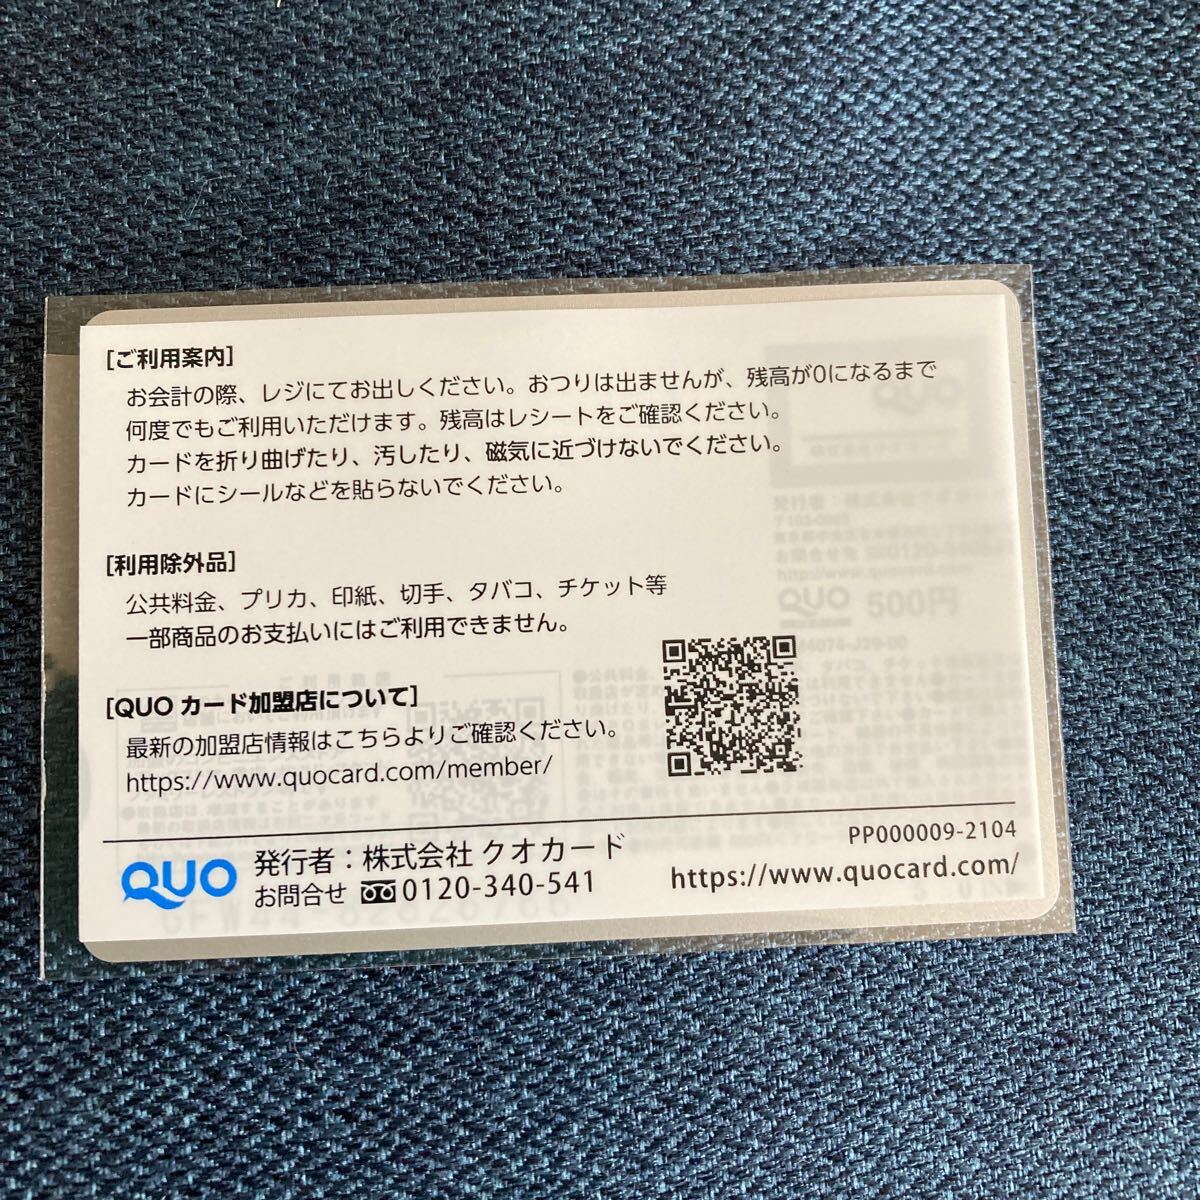 [ご利用案内]
お会計の際、レジにてお出しください。おつりは出ませんが、残高が0になるまで
何度でもご利用いただけます。残高はレシートをご確認ください。
カードを折り曲げたり、汚したり、磁気に近づけないでください。
カードにシールなどを貼らないでください。
[利用除外品]
公共料金、プリカ、印紙、切手、タバコ、チケット等
一部商品のお支払いにはご利用できません。
[QUO カード加盟店について]
最新の加盟店情報はこちらよりご確認ください。
https://www.quocard.com/member/
PP000009-2104
QUO 発行者：株式会社 クオカード
お問合せ 0120-340-541
https://www.quocard.com/
QUO 500円